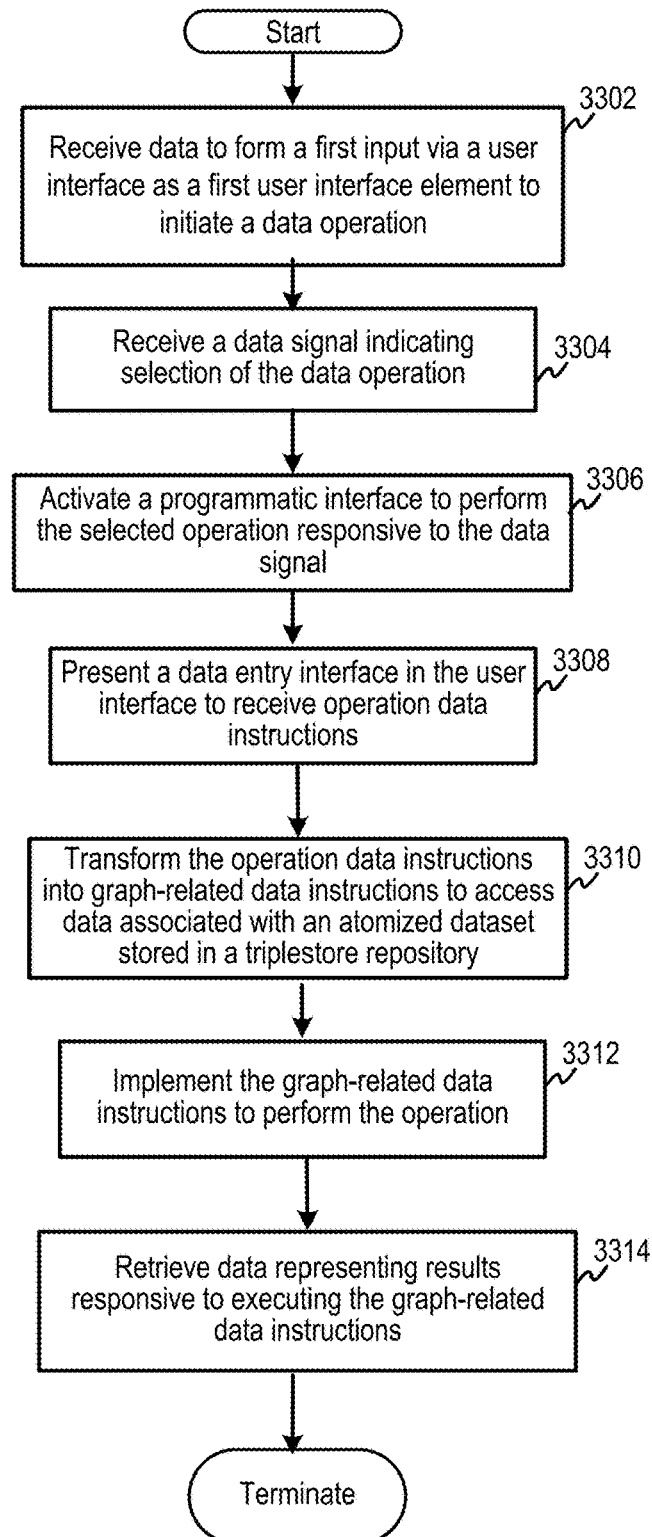 Start
3302
Receive data to form a first input via a user
interface as a first user interface element to
initiate a data operation
Receive a data signal indicating
selection of the data operation
3304
3306
Activate a programmatic interface to perform
the selected operation responsive to the data
signal
3308
Present a data entry interface in the user
interface to receive operation data
instructions
Transform the operation data instructions
into graph-related data instructions to access
data associated with an atomized dataset
stored in a triplestore repository
3310
3312
Implement the graph-related data
instructions to perform the operation
3314
Retrieve data representing results
responsive to executing the graph-related
data instructions
Terminate